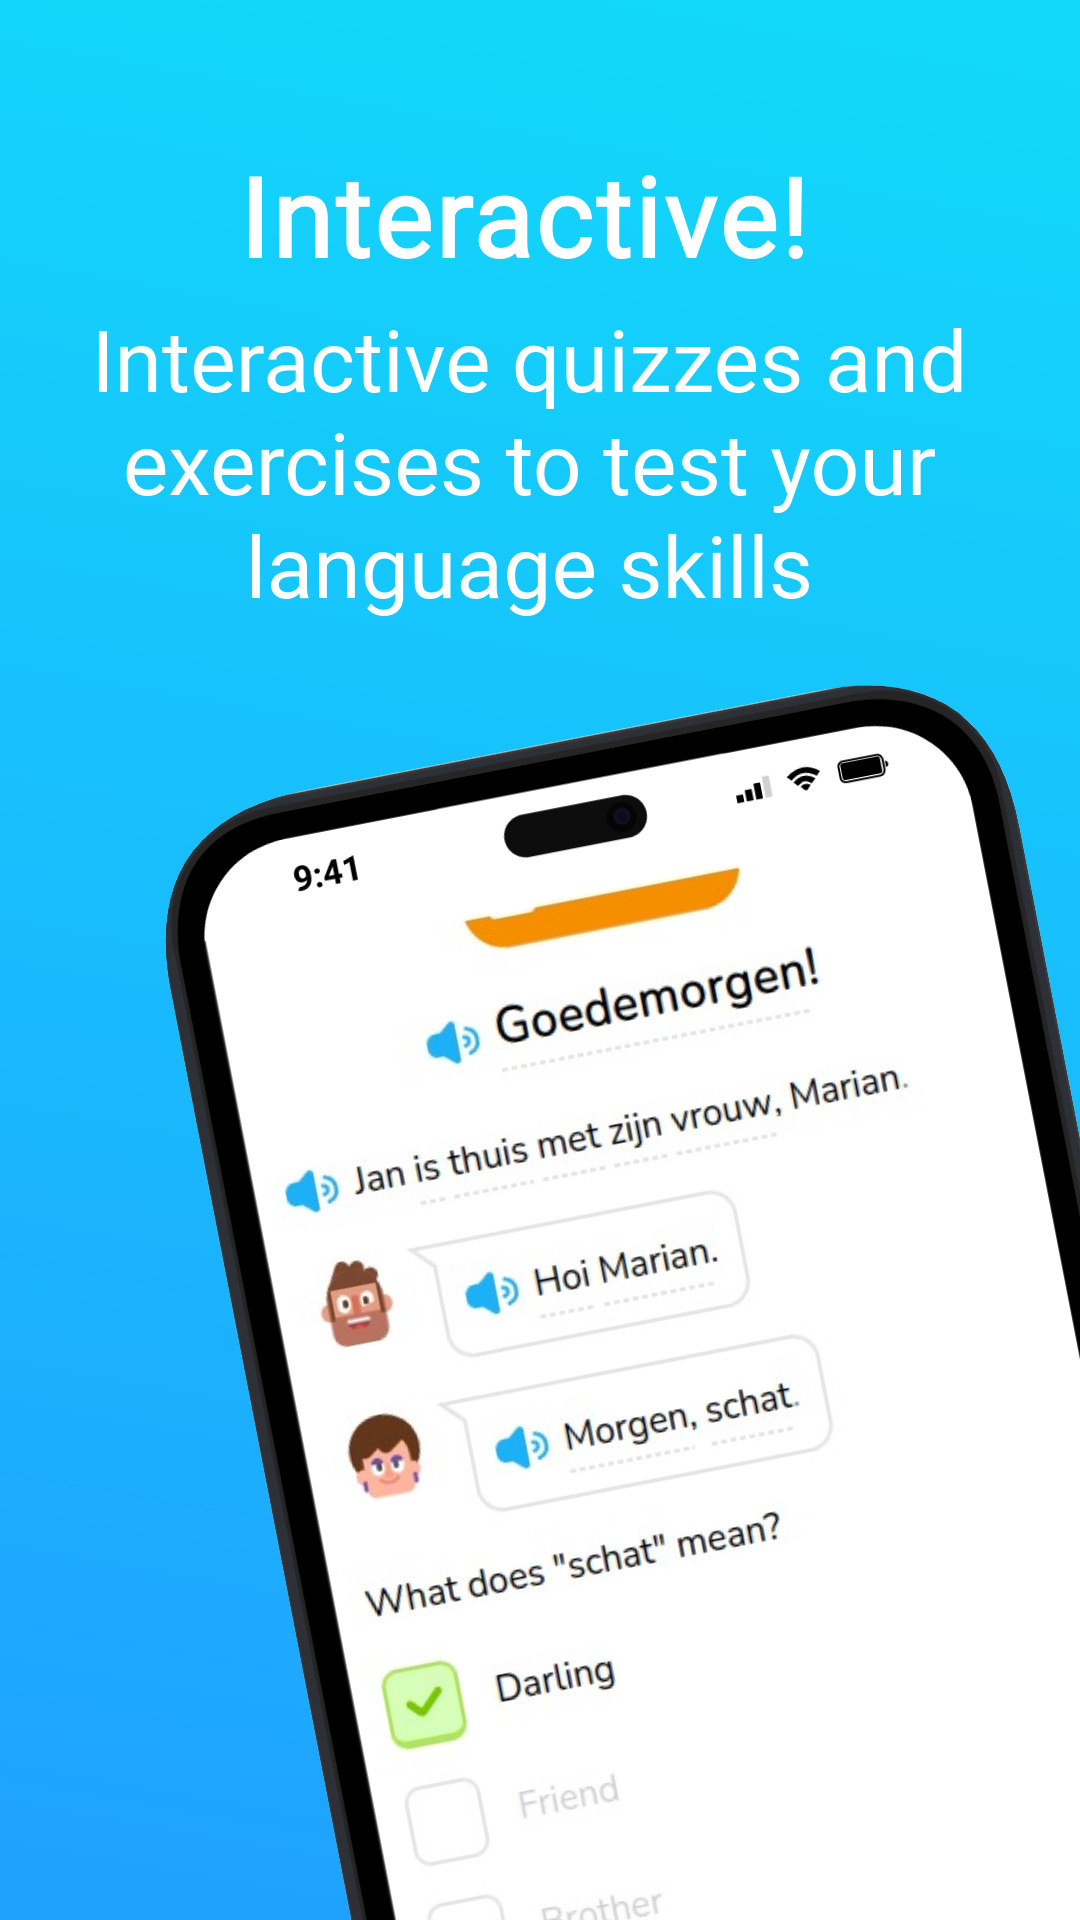 Interactive!
Interactive quizzes and
exercises to test your
language skills
9:41
Goedemorgen!
Jan is thuis met zijn vrouw, Marian.
Hoi Marian.
Morgen, schat.
What does "schat" mean?
Darling
Friend
Brother